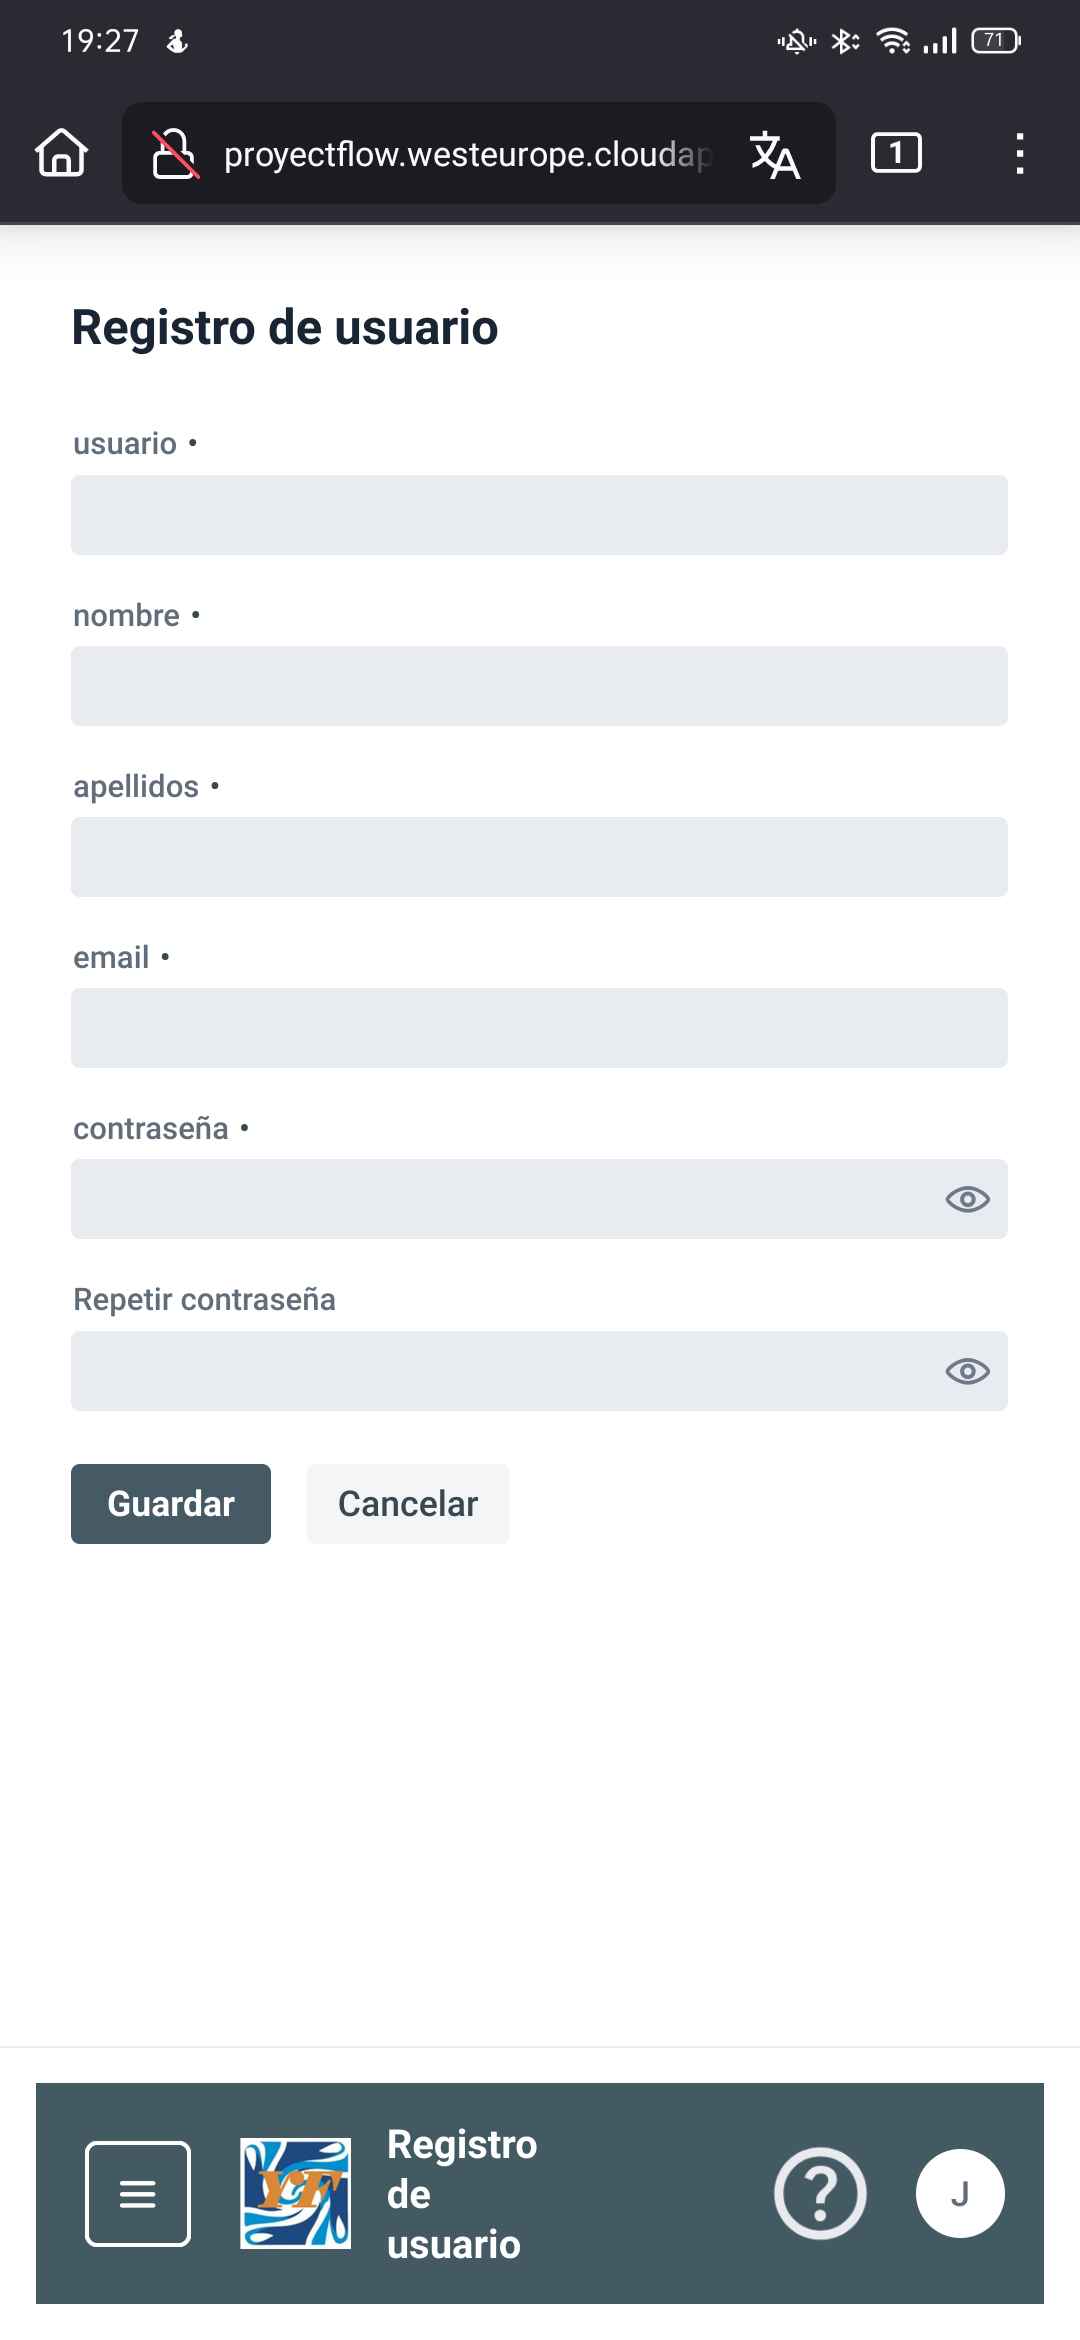 19:27
71
proyectflow.westeurope.cloudap
1
Registro de usuario
usuario •
nombre •
apellidos •
email •
contraseña •
Repetir contraseña
Guardar
Cancelar
YF
Registro
de
usuario
?
J